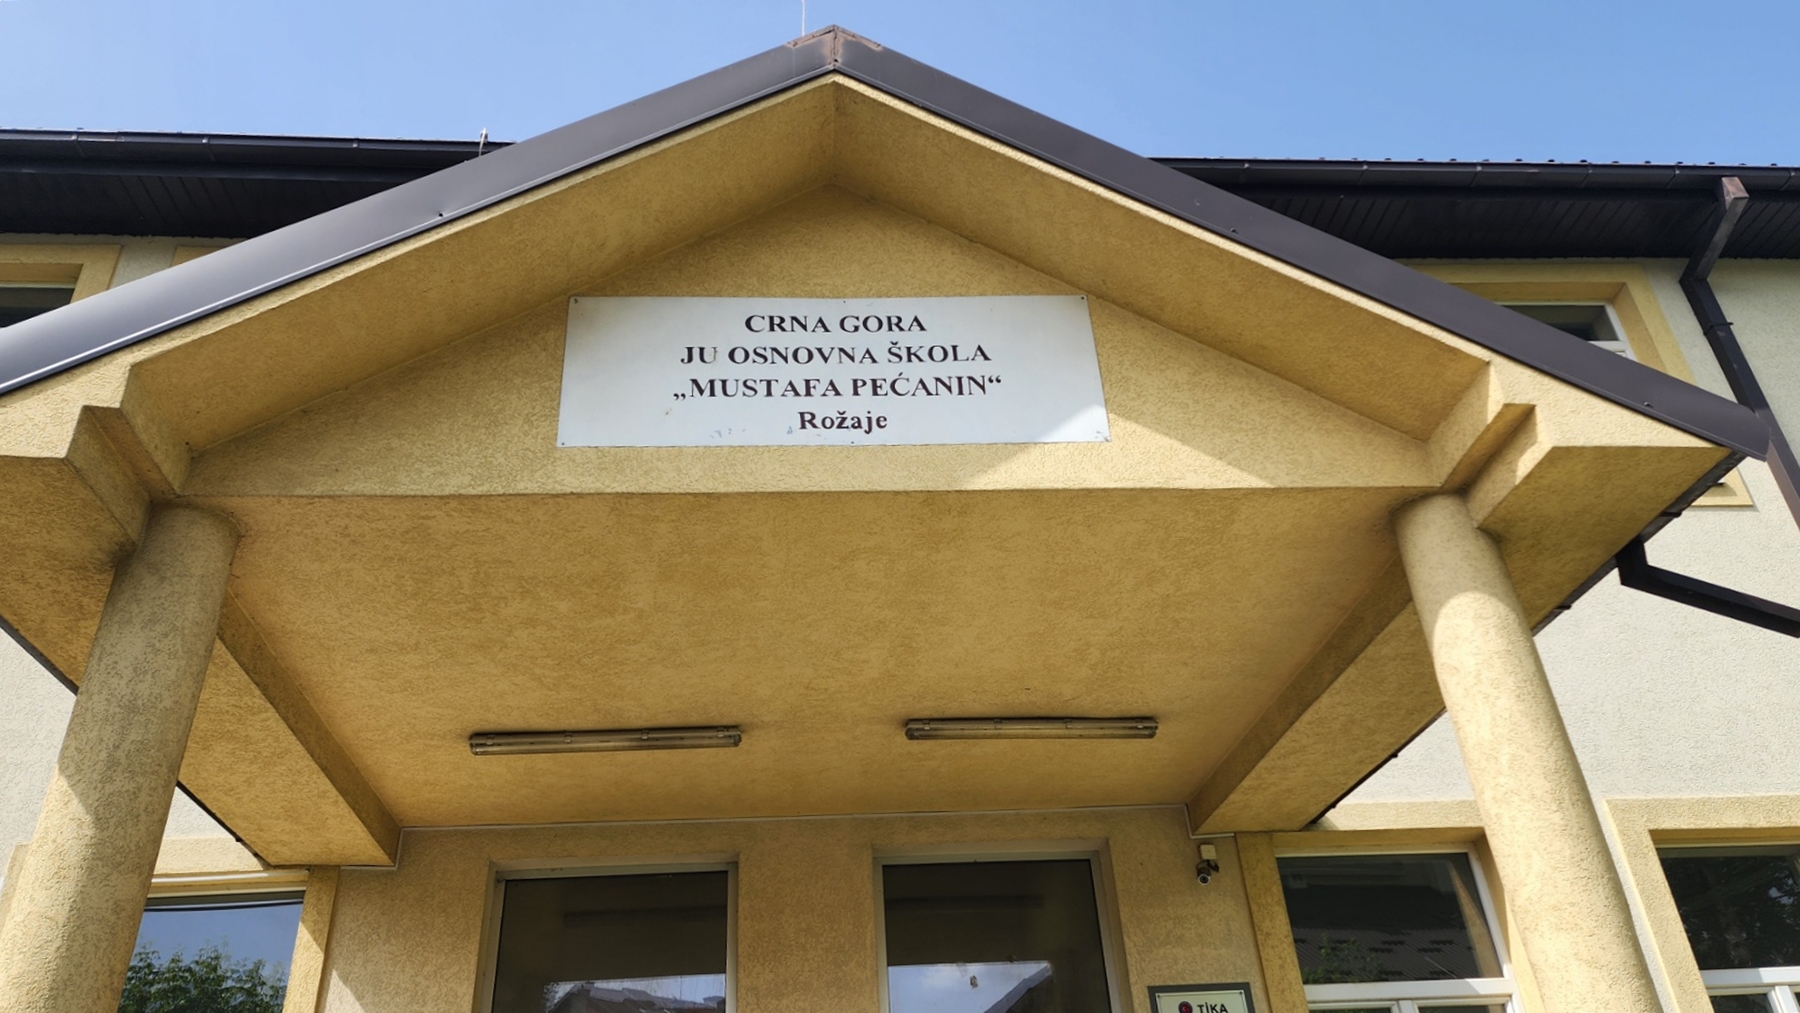 CRNA GORA
JU OSNOVNA ŠKOLA
„MUSTAFA PEĆANIN“
Rožaje
TİKA